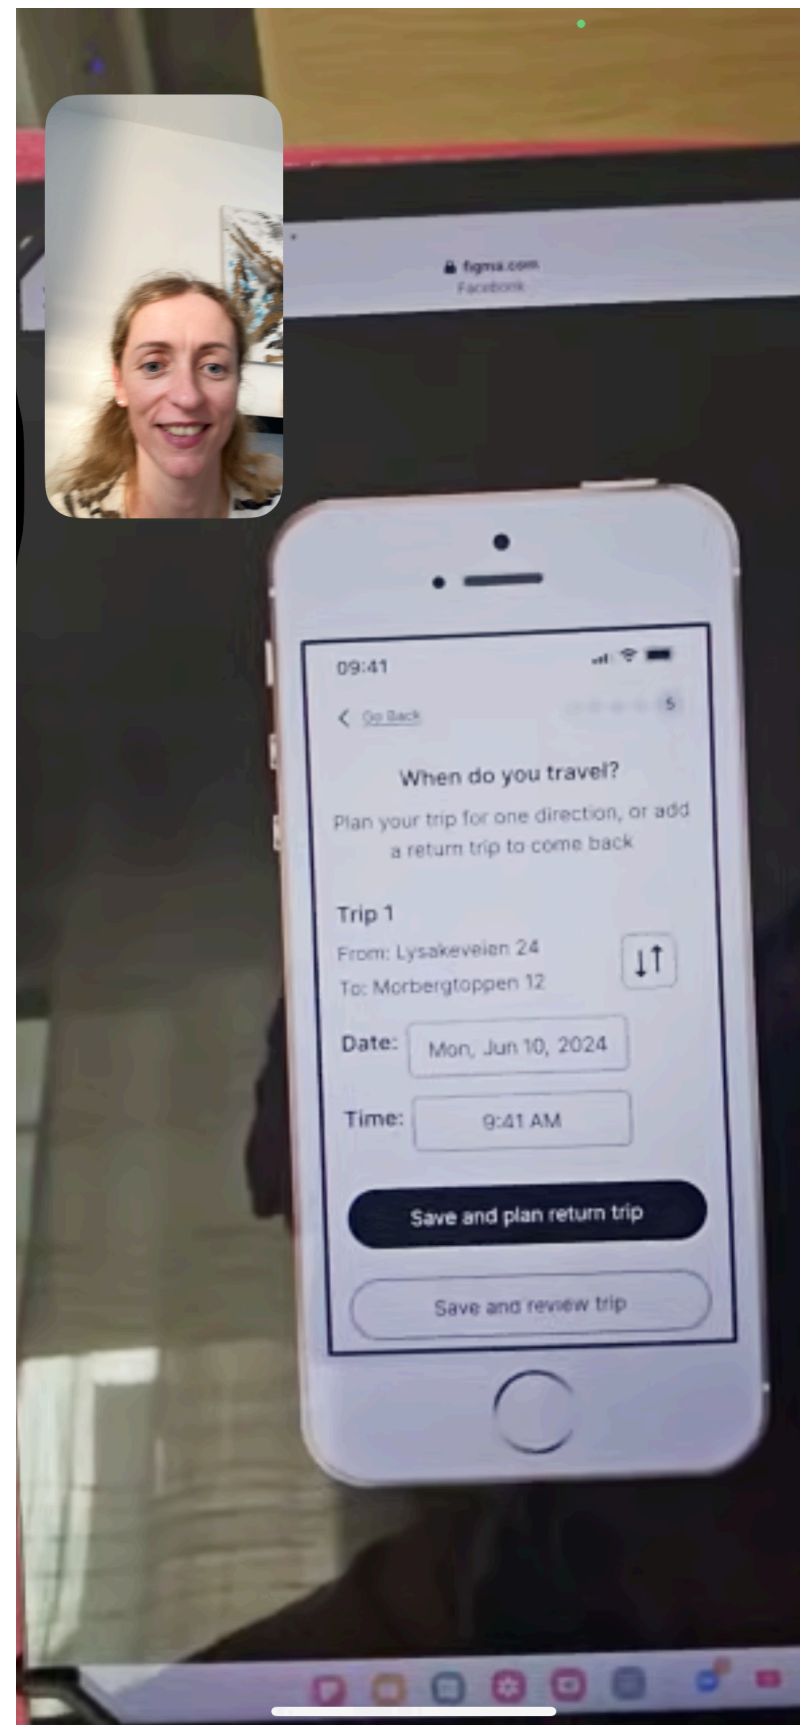 figma.com
Facebook
09:41
Go Back
5
When do you travel?
Plan your trip for one direction, or add
a return trip to come back
Trip 1
From: Lysakeveien 24
To: Morbergtoppen 12
Date: Mon, Jun 10, 2024
Time: 9:41 AM
Save and plan return trip
Save and review trip